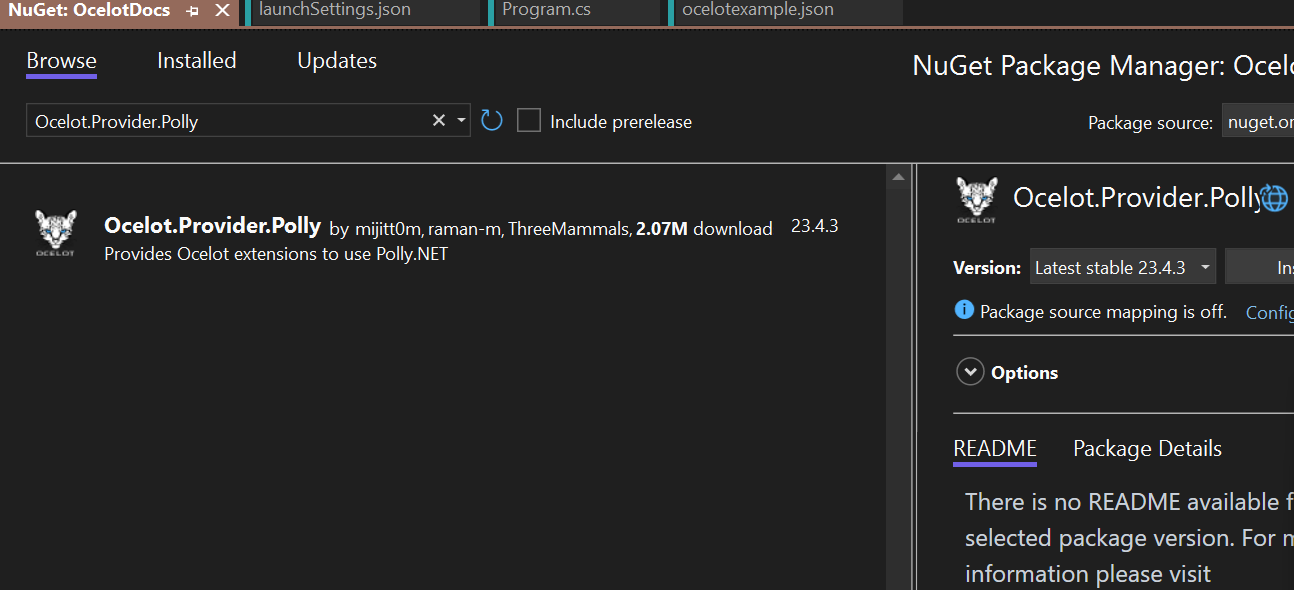 NuGet: OcelotDocs
launchSettings.json
Program.cs
ocelotexample.json
Browse
Installed
Updates
NuGet Package Manager: Ocelo
Ocelot.Provider.Polly
Include prerelease
Package source: nuget.or
OCELOT
Ocelot.Provider.Polly by mijitt0m, raman-m, ThreeMammals, 2.07M download 23.4.3
Provides Ocelot extensions to use Polly.NET
OCELOT
Ocelot.Provider.Polly
Version: Latest stable 23.4.3 Ins
Package source mapping is off. Config
Options
README
Package Details
There is no README available f
selected package version. For m
information please visit